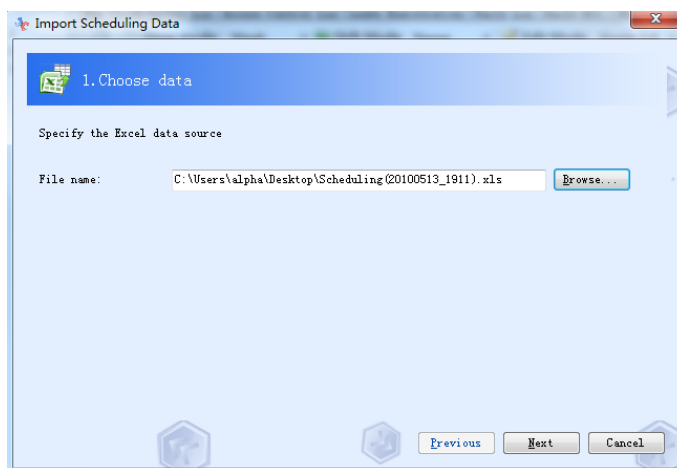 Import Scheduling Data
1.Choose data
Specify the Excel data source
File name: C:\Users\alpha\Desktop\Scheduling(20100513_1911).xls Browse...
Previous Next Cancel